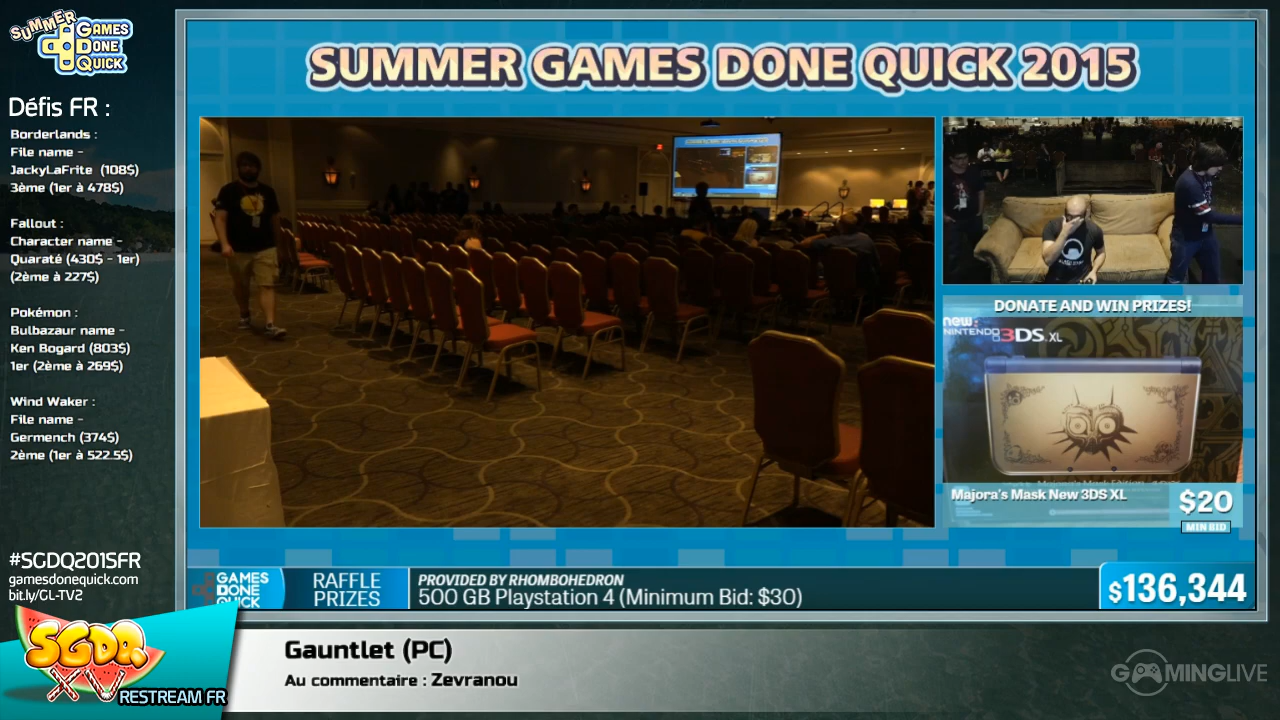 SUMMER
GAMES
DONE
QUICK
Défis FR :
Borderlands :
File name -
JackyLaFrite (108$)
3ème (1er à 478$)
Fallout :
Character name -
Quaraté (430$ - 1er)
(2ème à 227$)
Pokémon :
Bulbazaur name -
Ken Bogard (803$)
1er (2ème à 269$)
Wind Waker :
File name -
Germench (374$)
2ème (1er à 522.5$)
#SGDQ2015FR
gamesdonequick.com
bit.ly/GL-TV2
SGDQ
XV
RESTREAM FR
SUMMER GAMES DONE QUICK 2015
DONATE AND WIN PRIZES!
new
NINTENDO 3DS XL
Majora's Mask New 3DS XL
$20
MIN BID
GAMES
DONE
QUICK
RAFFLE
PRIZES
PROVIDED BY RHOMBOHEDRON
500 GB Playstation 4 (Minimum Bid: $30)
$136,344
Gauntlet (PC)
Au commentaire : Zevranou
GAMINGLIVE